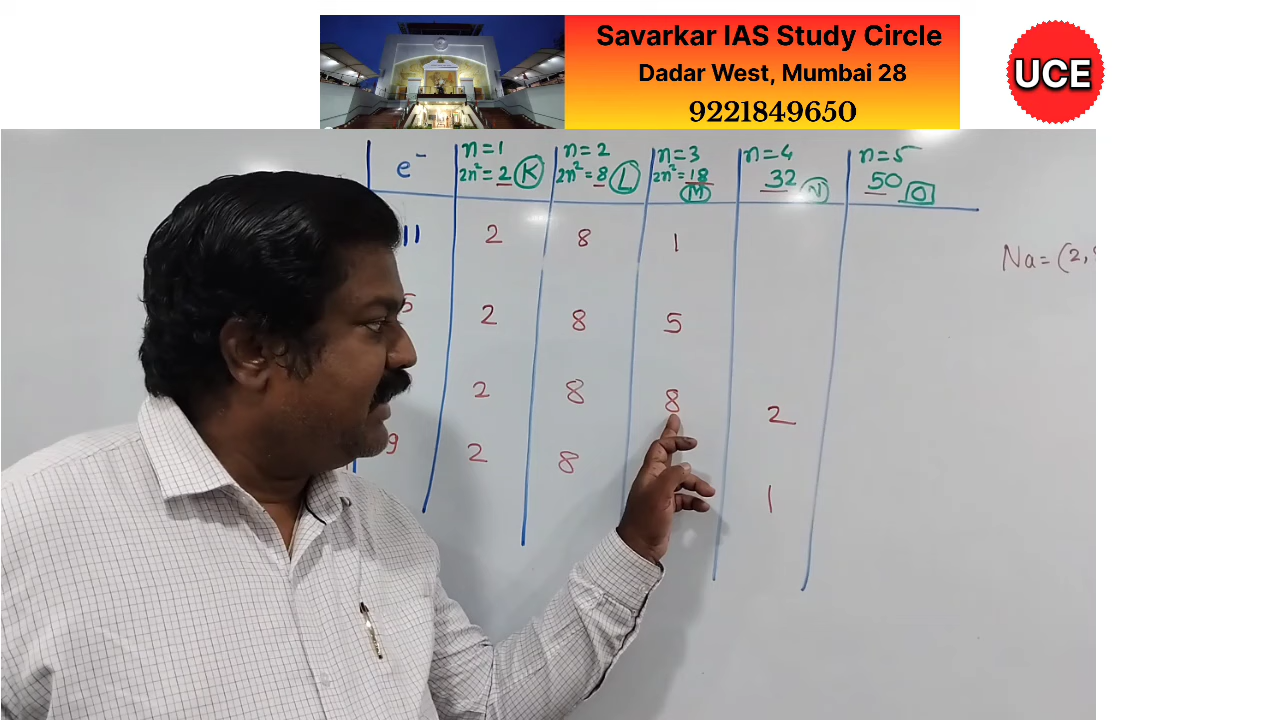 Savarkar IAS Study Circle
Dadar West, Mumbai 28
9221849650
UCE
e⁻ n=1 n=2 n=3 n=4 n=5
2n²=2 K 2n²=8 L 2n²=18 M 32 N 50 O
11 2 8 1
Na=(2,
5 2 8 5
2 8 8 2
9 2 8 1